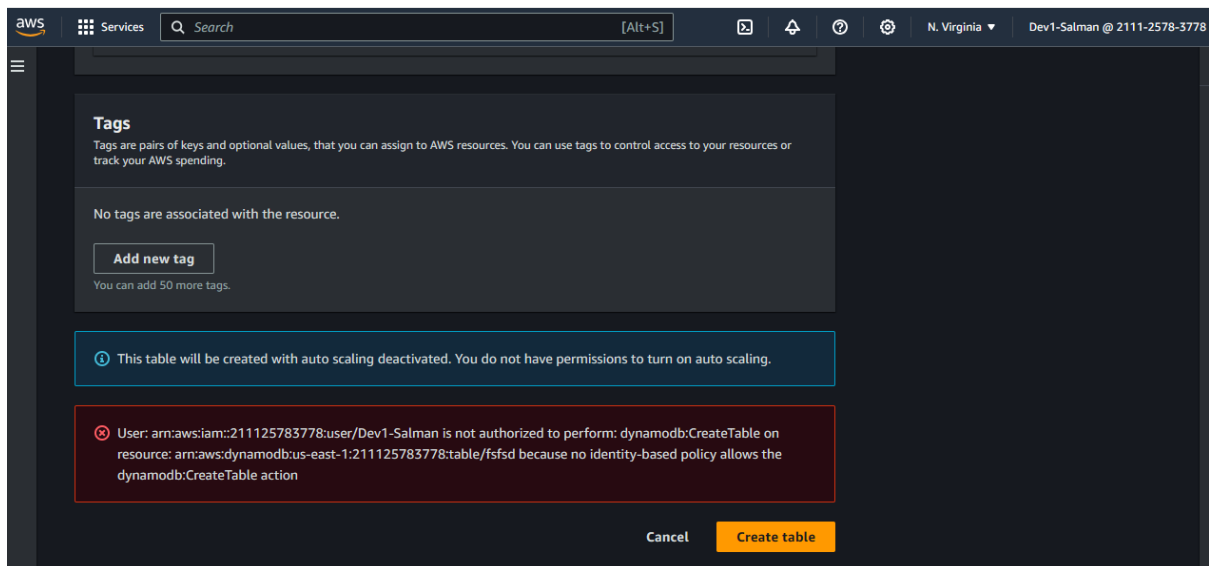 aws Services Search [Alt+S] N. Virginia ▼ Dev1-Salman @ 2111-2578-3778
Tags
Tags are pairs of keys and optional values, that you can assign to AWS resources. You can use tags to control access to your resources or
track your AWS spending.
No tags are associated with the resource.
Add new tag
You can add 50 more tags.
This table will be created with auto scaling deactivated. You do not have permissions to turn on auto scaling.
User: arn:aws:iam::211125783778:user/Dev1-Salman is not authorized to perform: dynamodb:CreateTable on
resource: arn:aws:dynamodb:us-east-1:211125783778:table/fsfsd because no identity-based policy allows the
dynamodb:CreateTable action
Cancel Create table